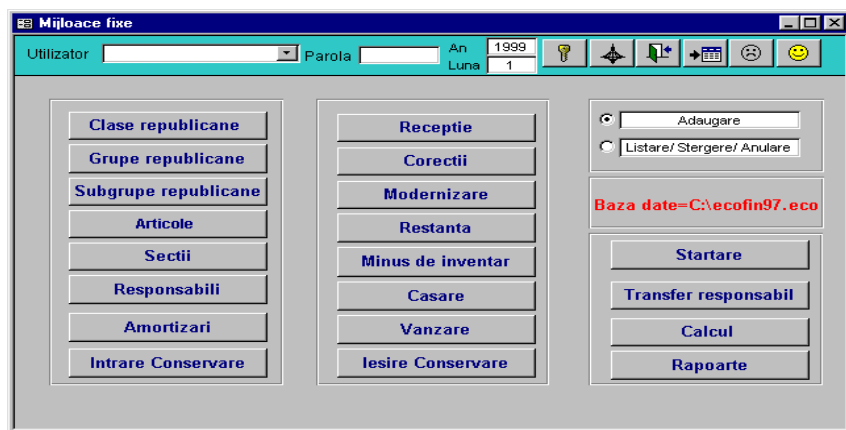 Mijloace fixe
Utilizator Parola An 1999
Luna 1
Clase republicane
Grupe republicane
Subgrupe republicane
Articole
Sectii
Responsabili
Amortizari
Intrare Conservare
Receptie
Corectii
Modernizare
Restanta
Minus de inventar
Casare
Vanzare
Iesire Conservare
Adaugare
Listare/ Stergere/ Anulare
Baza date=C:\ecofin97.eco
Startare
Transfer responsabil
Calcul
Rapoarte